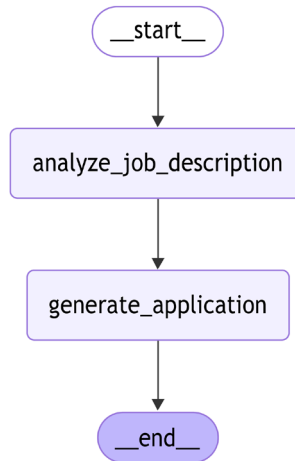 __start__
analyze_job_description
generate_application
__end__